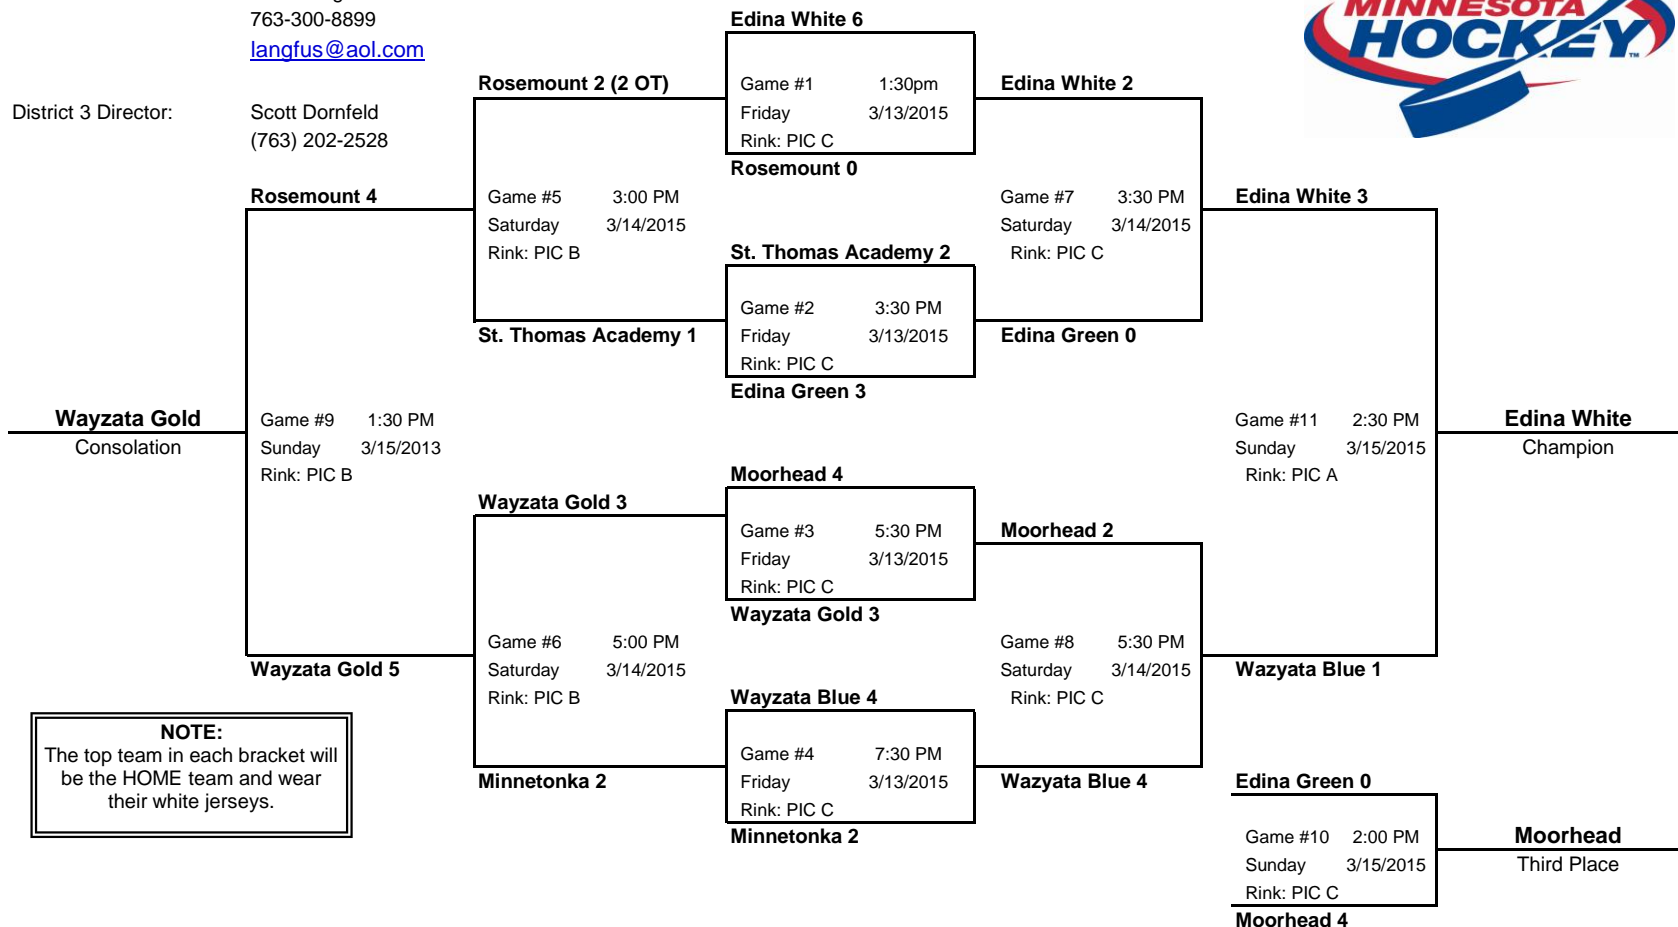 763-300-8899
langfus@aol.com
District 3 Director: Scott Dornfeld
(763) 202-2528
MINNESOTA
HOCKEY
TM
Edina White 6
Game #1 1:30pm
Friday 3/13/2015
Rink: PIC C
Rosemount 0
Rosemount 2 (2 OT)
Edina White 2
Rosemount 4
Game #5 3:00 PM
Saturday 3/14/2015
Rink: PIC B
Game #7 3:30 PM
Saturday 3/14/2015
Rink: PIC C
Edina White 3
St. Thomas Academy 2
Game #2 3:30 PM
Friday 3/13/2015
Rink: PIC C
Edina Green 3
St. Thomas Academy 1
Edina Green 0
Wayzata Gold
Consolation
Game #9 1:30 PM
Sunday 3/15/2013
Rink: PIC B
Game #11 2:30 PM
Sunday 3/15/2015
Rink: PIC A
Edina White
Champion
Moorhead 4
Game #3 5:30 PM
Friday 3/13/2015
Rink: PIC C
Wayzata Gold 3
Wayzata Gold 3
Moorhead 2
Game #6 5:00 PM
Saturday 3/14/2015
Rink: PIC B
Game #8 5:30 PM
Saturday 3/14/2015
Rink: PIC C
Wayzata Gold 5
Wazyata Blue 1
Wayzata Blue 4
Game #4 7:30 PM
Friday 3/13/2015
Rink: PIC C
Minnetonka 2
Minnetonka 2
Wazyata Blue 4
NOTE:
The top team in each bracket will
be the HOME team and wear
their white jerseys.
Edina Green 0
Game #10 2:00 PM
Sunday 3/15/2015
Rink: PIC C
Moorhead 4
Moorhead
Third Place